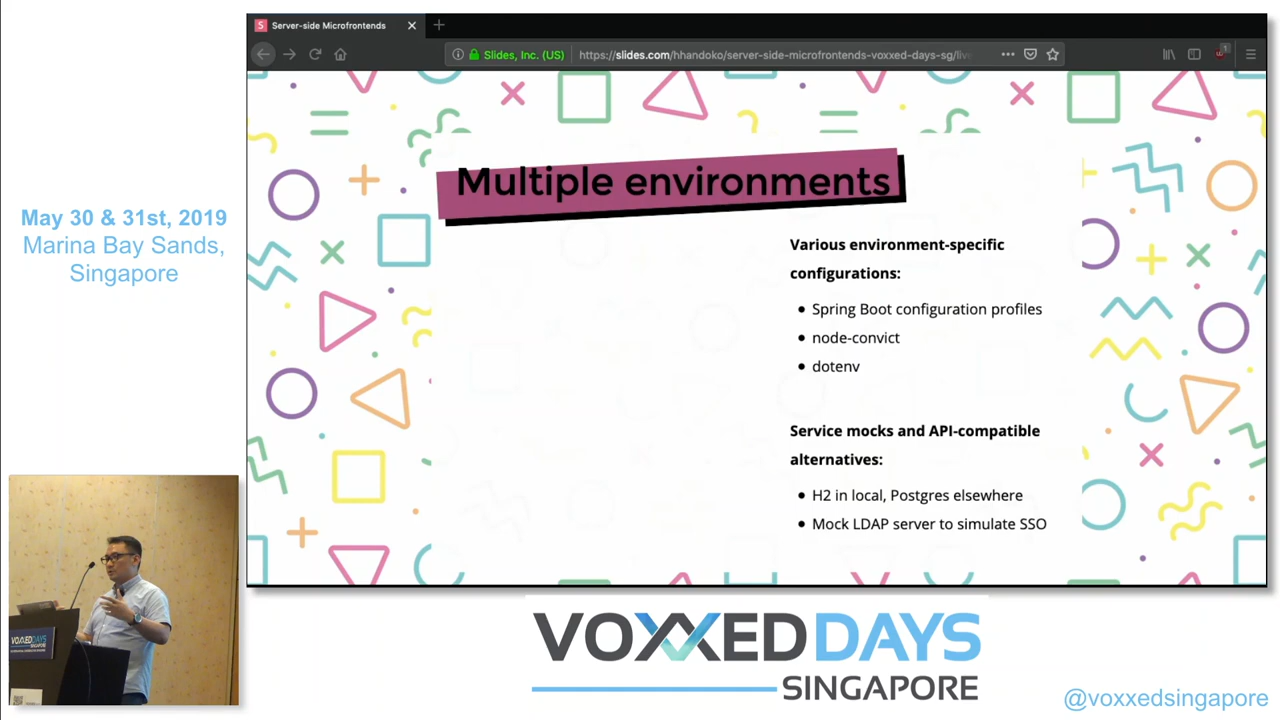 Server-side Microfrontends
Slides, Inc. (US)
https://slides.com/hhandoko/server-side-microfrontends-voxxed-days-sg/live
1
Multiple environments
Various environment-specific
configurations:
Spring Boot configuration profiles
node-convict
dotenv
Service mocks and API-compatible
alternatives:
H2 in local, Postgres elsewhere
Mock LDAP server to simulate SSO
May 30 & 31st, 2019
Marina Bay Sands,
Singapore
VOXXED DAYS
SINGAPORE
VOXXEDDAYS
SINGAPORE
@voxxedsingapore